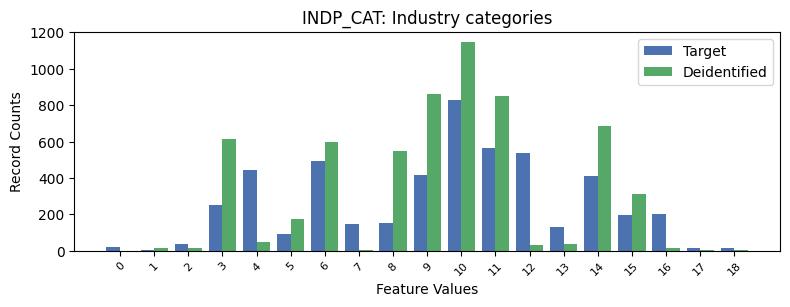 INDP_CAT: Industry categories
Target
Deidentified
Record Counts
1200
1000
800
600
400
200
0
0 1 2 3 4 5 6 7 8 9 10 11 12 13 14 15 16 17 18
Feature Values